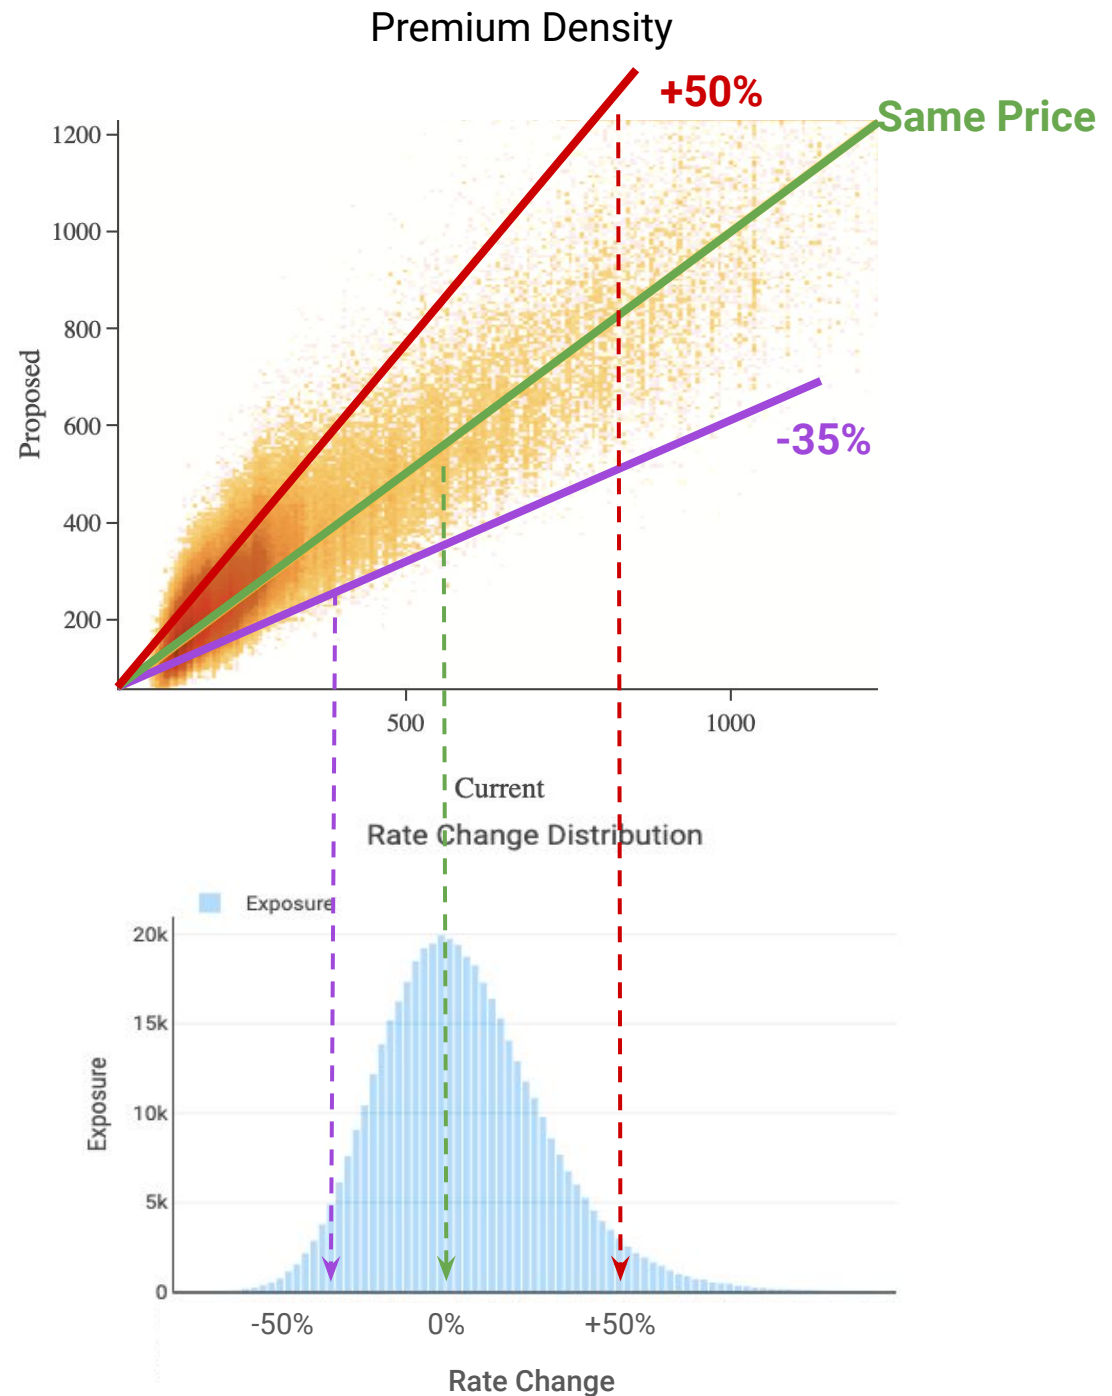 Premium Density
+50%
Same Price
1200
1000
800
600
400
200
Proposed
-35%
500
1000
Current
Rate Change Distribution
Exposure
20k
15k
10k
5k
0
Exposure
-50%
0%
+50%
Rate Change